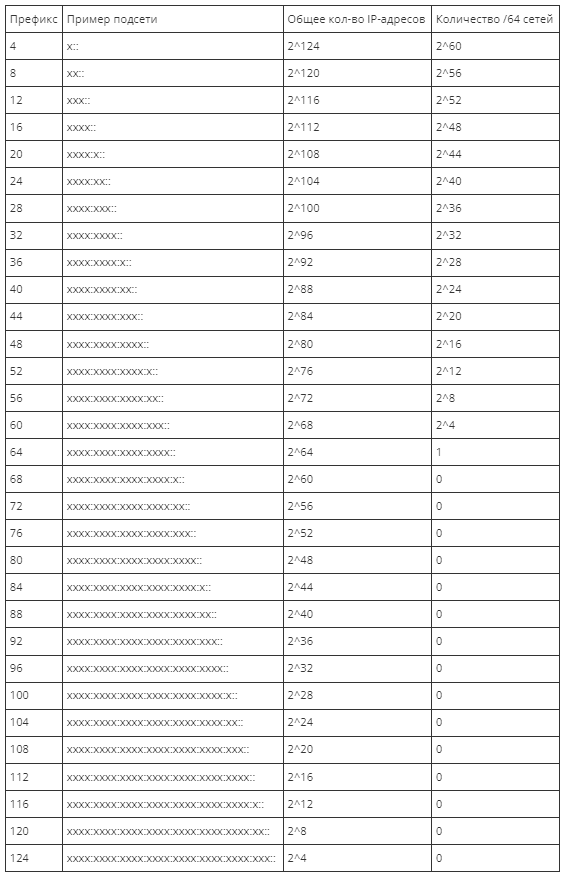 Префикс Пример подсети Общее кол-во IP-адресов Количество /64 сетей
4 x:: 2^124 2^60
8 xx:: 2^120 2^56
12 xxx:: 2^116 2^52
16 xxxx:: 2^112 2^48
20 xxxx:x:: 2^108 2^44
24 xxxx:xx:: 2^104 2^40
28 xxxx:xxx:: 2^100 2^36
32 xxxx:xxxx:: 2^96 2^32
36 xxxx:xxxx:x:: 2^92 2^28
40 xxxx:xxxx:xx:: 2^88 2^24
44 xxxx:xxxx:xxx:: 2^84 2^20
48 xxxx:xxxx:xxxx:: 2^80 2^16
52 xxxx:xxxx:xxxx:x:: 2^76 2^12
56 xxxx:xxxx:xxxx:xx:: 2^72 2^8
60 xxxx:xxxx:xxxx:xxx:: 2^68 2^4
64 xxxx:xxxx:xxxx:xxxx:: 2^64 1
68 xxxx:xxxx:xxxx:xxxx:x:: 2^60 0
72 xxxx:xxxx:xxxx:xxxx:xx:: 2^56 0
76 xxxx:xxxx:xxxx:xxxx:xxx:: 2^52 0
80 xxxx:xxxx:xxxx:xxxx:xxxx:: 2^48 0
84 xxxx:xxxx:xxxx:xxxx:xxxx:x:: 2^44 0
88 xxxx:xxxx:xxxx:xxxx:xxxx:xx:: 2^40 0
92 xxxx:xxxx:xxxx:xxxx:xxxx:xxx:: 2^36 0
96 xxxx:xxxx:xxxx:xxxx:xxxx:xxxx:: 2^32 0
100 xxxx:xxxx:xxxx:xxxx:xxxx:xxxx:x:: 2^28 0
104 xxxx:xxxx:xxxx:xxxx:xxxx:xxxx:xx:: 2^24 0
108 xxxx:xxxx:xxxx:xxxx:xxxx:xxxx:xxx:: 2^20 0
112 xxxx:xxxx:xxxx:xxxx:xxxx:xxxx:xxxx:: 2^16 0
116 xxxx:xxxx:xxxx:xxxx:xxxx:xxxx:xxxx:x:: 2^12 0
120 xxxx:xxxx:xxxx:xxxx:xxxx:xxxx:xxxx:xx:: 2^8 0
124 xxxx:xxxx:xxxx:xxxx:xxxx:xxxx:xxxx:xxx:: 2^4 0